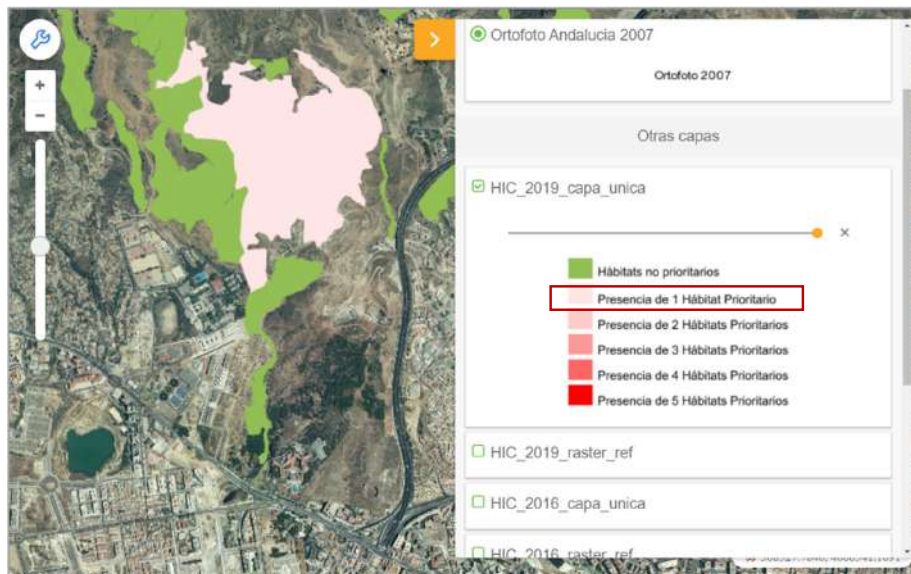 Ortofoto Andalucia 2007
Ortofoto 2007
Otras capas
HIC_2019_capa_unica
Hábitats no prioritarios
Presencia de 1 Hábitat Prioritario
Presencia de 2 Hábitats Prioritarios
Presencia de 3 Hábitats Prioritarios
Presencia de 4 Hábitats Prioritarios
Presencia de 5 Hábitats Prioritarios
HIC_2019_raster_ref
HIC_2016_capa_unica
HIC_2016_raster_ref